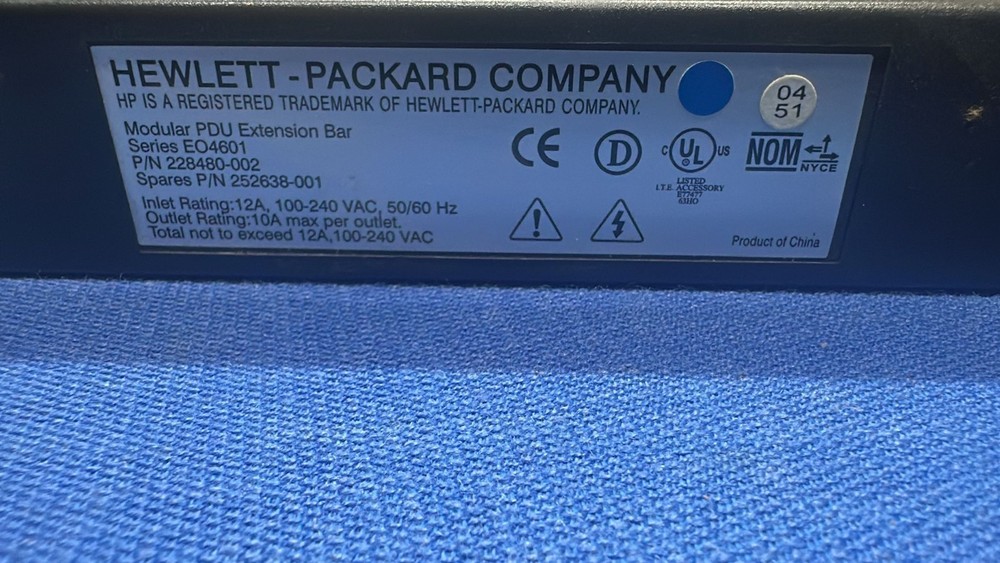 HEWLETT-PACKARD COMPANY
HP IS A REGISTERED TRADEMARK OF HEWLETT-PACKARD COMPANY.
04
51
Modular PDU Extension Bar
Series EO4601
P/N 228480-002
Spares P/N 252638-001
Inlet Rating:12A, 100-240 VAC, 50/60 Hz
Outlet Rating:10A max per outlet.
Total not to exceed 12A,100-240 VAC
CE
D
C UL US
LISTED
I.T.E. ACCESSORY
E77477
63HO
NOM
NYCE
Product of China